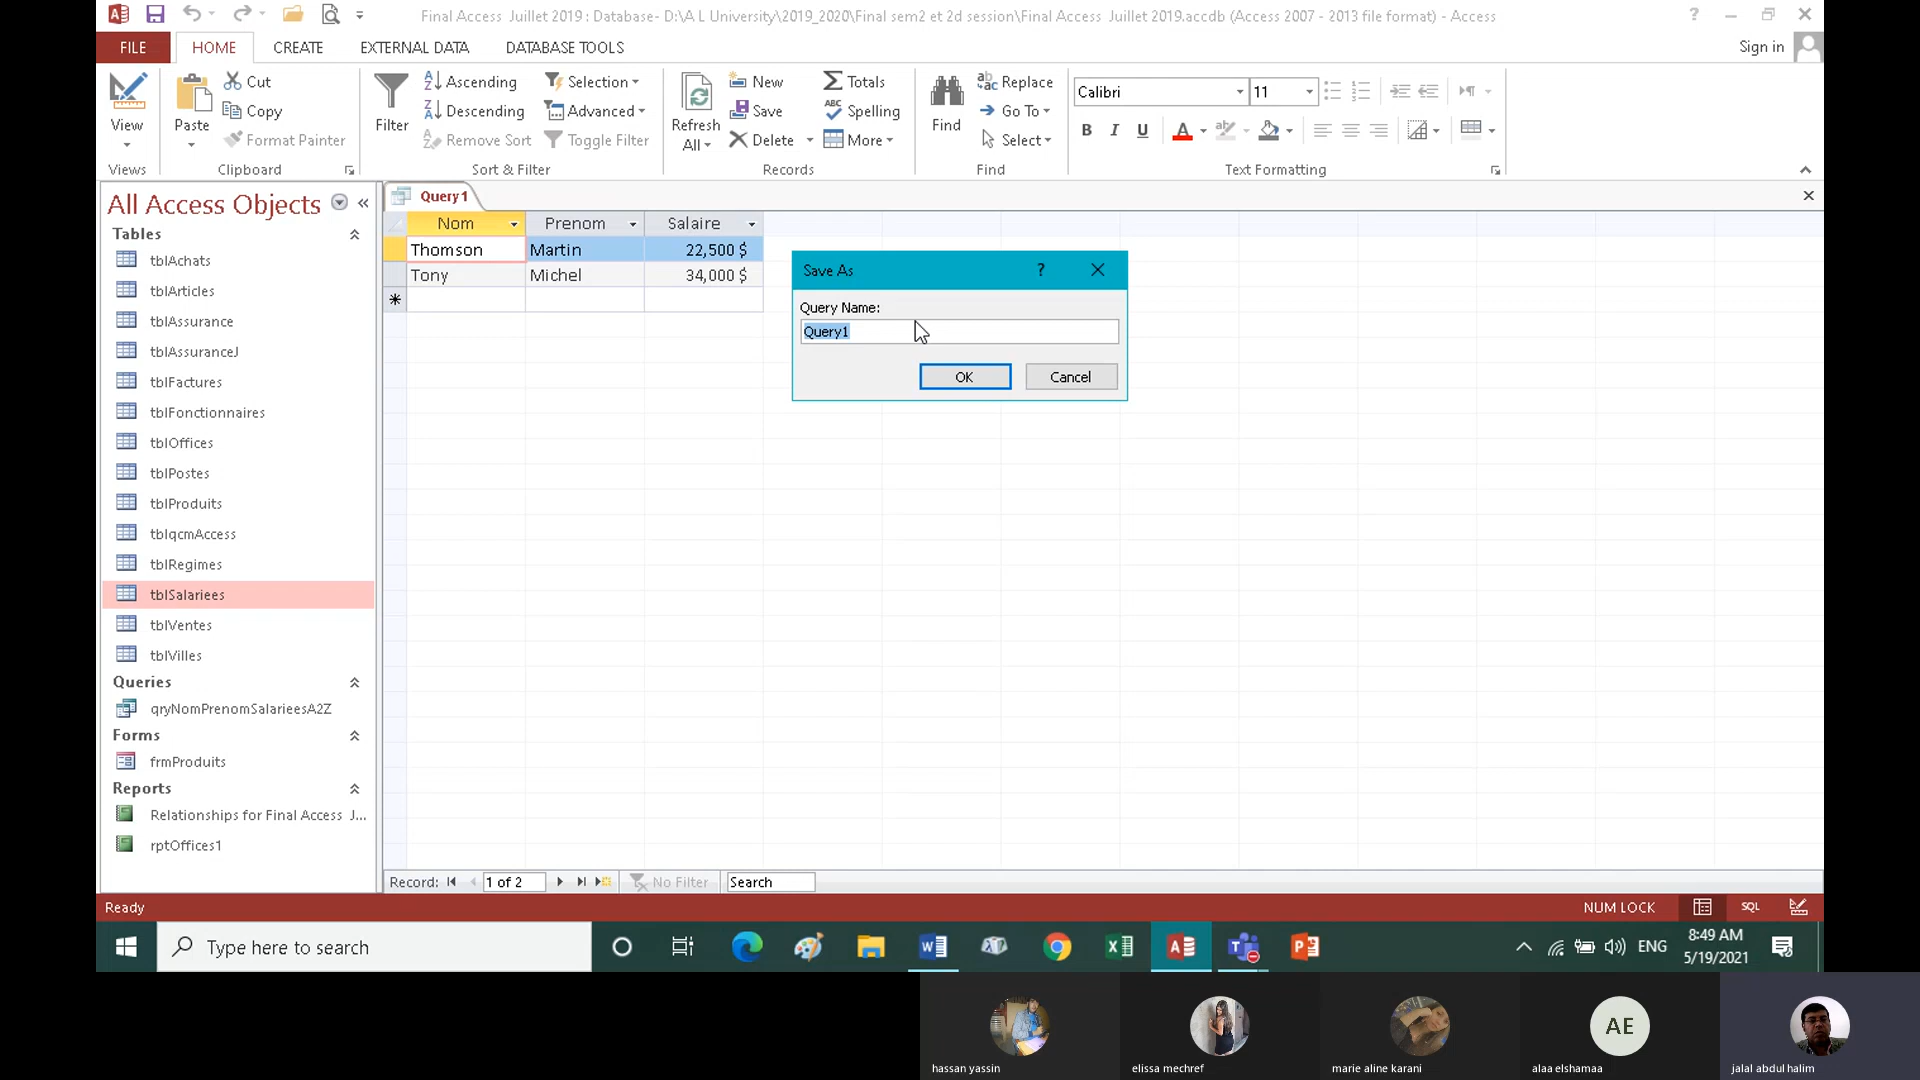 Final Access  Juillet 2019 : Database- D:\A L University\2019_2020\Final sem2 et 2d session\Final Access  Juillet 2019.accdb (Access 2007 - 2013 file format) - Access
?
FILE
HOME
CREATE
EXTERNAL DATA
DATABASE TOOLS
Sign in
View
Views
Paste
Cut
Copy
Format Painter
Clipboard
Filter
Ascending
Descending
Remove Sort
Selection
Advanced
Toggle Filter
Sort & Filter
Refresh
All
New
Save
Delete
Totals
Spelling
More
Records
Find
Replace
Go To
Select
Find
Calibri
11
B I U
A
Text Formatting
All Access Objects
Tables
tblAchats
tblArticles
tblAssurance
tblAssuranceJ
tblFactures
tblFonctionnaires
tblOffices
tblPostes
tblProduits
tblqcmAccess
tblRegimes
tblSalariees
tblVentes
tblVilles
Queries
qryNomPrenomSalarieesA2Z
Forms
frmProduits
Reports
Relationships for Final Access  J...
rptOffices1
Query1
Nom Prenom Salaire
Thomson Martin 22,500 $
Tony Michel 34,000 $
Save As
?
Query Name:
Query1
OK
Cancel
Record:
1 of 2
No Filter
Search
Ready
NUM LOCK
SQL
Type here to search
ENG
8:49 AM
5/19/2021
AE
hassan yassin
elissa mechref
marie aline karani
alaa elshamaa
jalal abdul halim